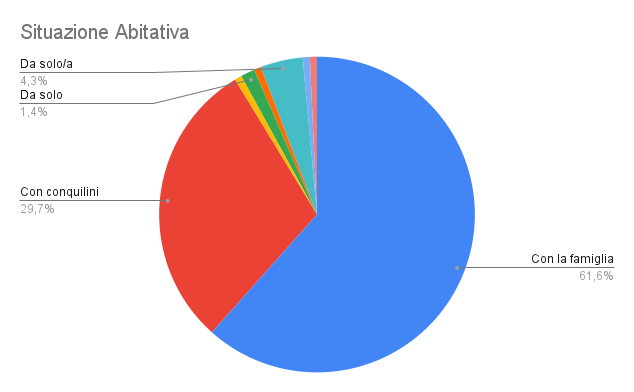 Situazione Abitativa
Da solo/a
4,3%
Da solo
1,4%
Con conquilini
29,7%
Con la famiglia
61,6%